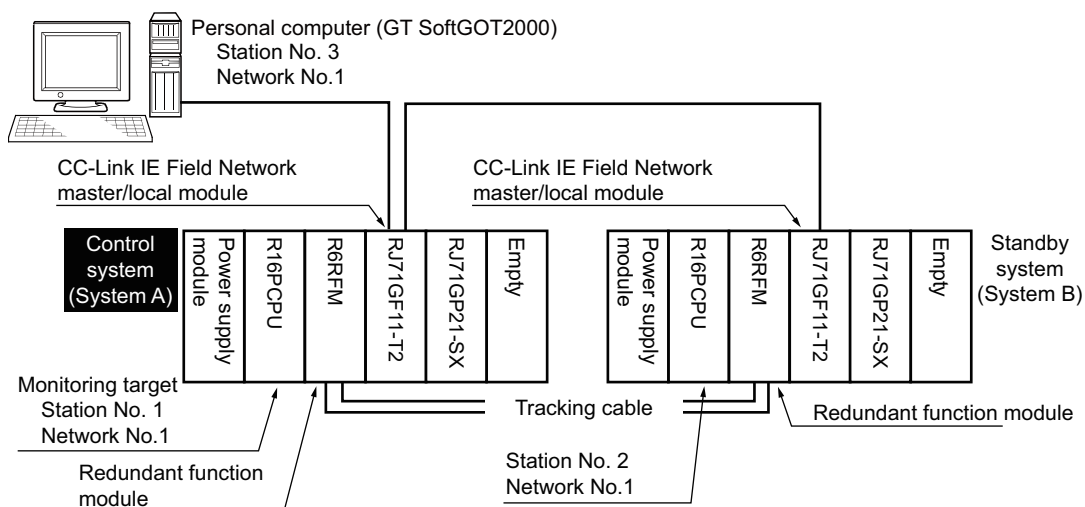 Personal computer (GT SoftGOT2000)
Station No. 3
Network No.1
CC-Link IE Field Network
master/local module
CC-Link IE Field Network
master/local module
Control
system
(System A)
Power supply
module
R16PCPU
R6RFM
RJ71GF11-T2
RJ71GP21-SX
Empty
Power supply
module
R16PCPU
R6RFM
RJ71GF11-T2
RJ71GP21-SX
Empty
Standby
system
(System B)
Monitoring target
Station No. 1
Network No.1
Tracking cable
Redundant function module
Redundant function
module
Station No. 2
Network No.1